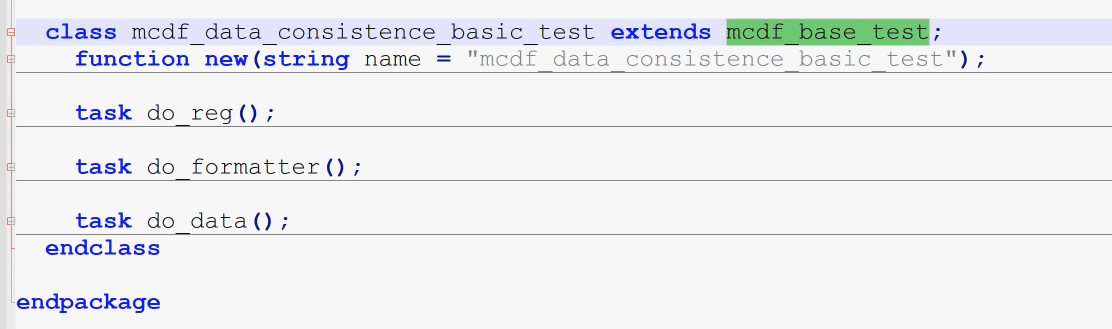 class mcdf_data_consistence_basic_test extends mcdf_base_test;
function new(string name = "mcdf_data_consistence_basic_test");
task do_reg();
task do_formatter();
task do_data();
endclass
endpackage